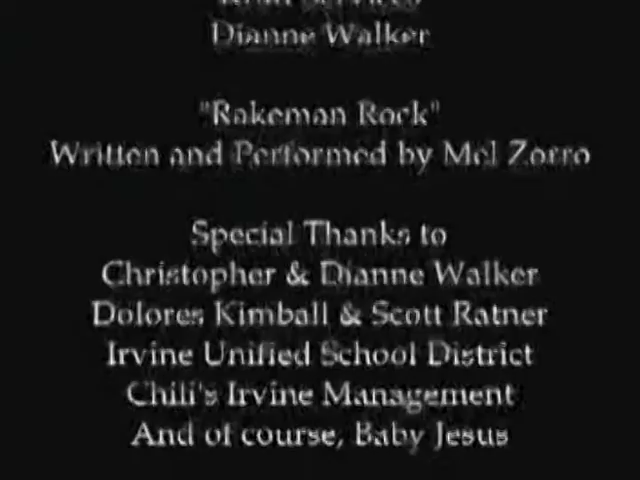 Dianne Walker
"Rakeman Rock"
Written and Performed by Mel Zorro
Special Thanks to
Christopher & Dianne Walker
Dolores Kimball & Scott Ratner
Irvine Unified School District
Chili's Irvine Management
And of course, Baby Jesus